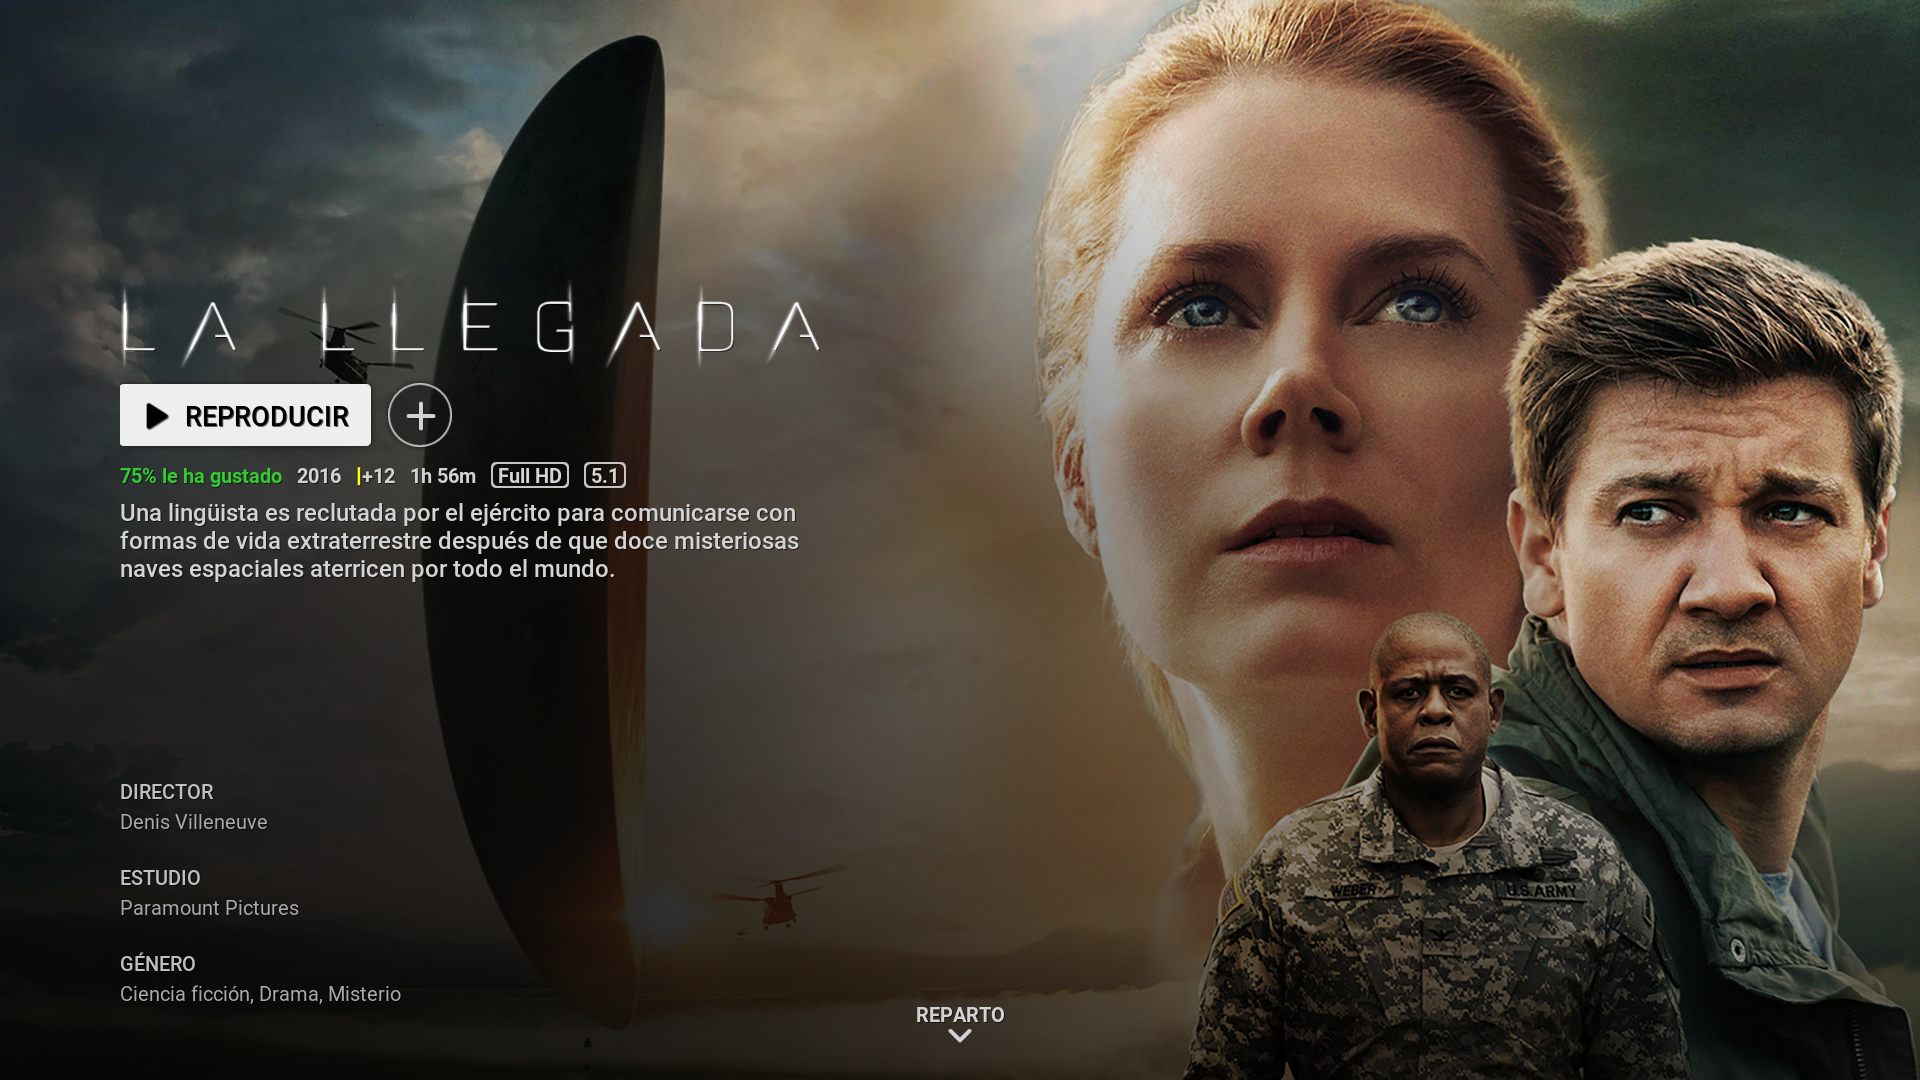 LA LLEGADA
REPRODUCIR
75% le ha gustado 2016 +12 1h 56m Full HD 5.1
Una lingüista es reclutada por el ejército para comunicarse con
formas de vida extraterrestre después de que doce misteriosas
naves espaciales aterricen por todo el mundo.
DIRECTOR
Denis Villeneuve
ESTUDIO
Paramount Pictures
GÉNERO
Ciencia ficción, Drama, Misterio
REPARTO
WEBER
U.S ARMY